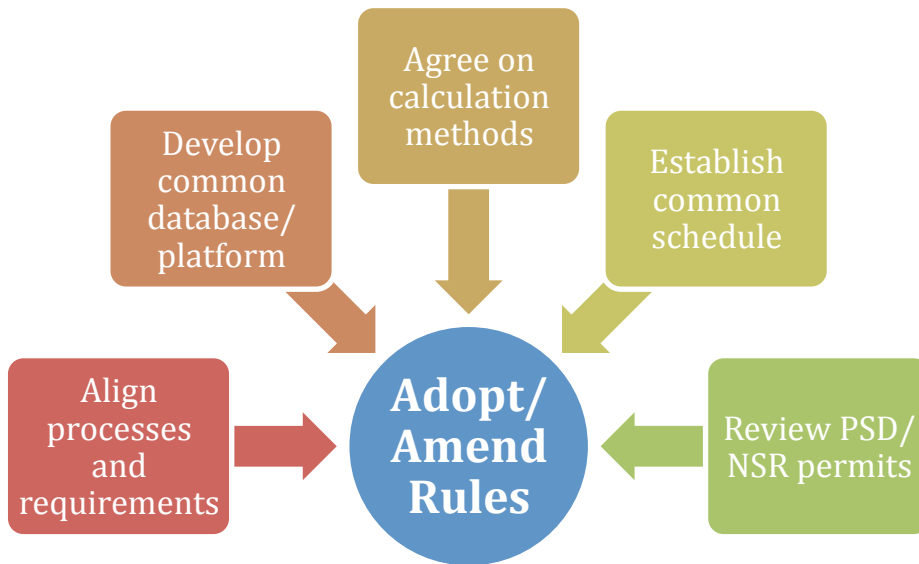 Agree on
calculation
methods
Develop
common
database/
platform
Establish
common
schedule
Align
processes
and
requirements
Adopt/
Amend
Rules
Review PSD/
NSR permits